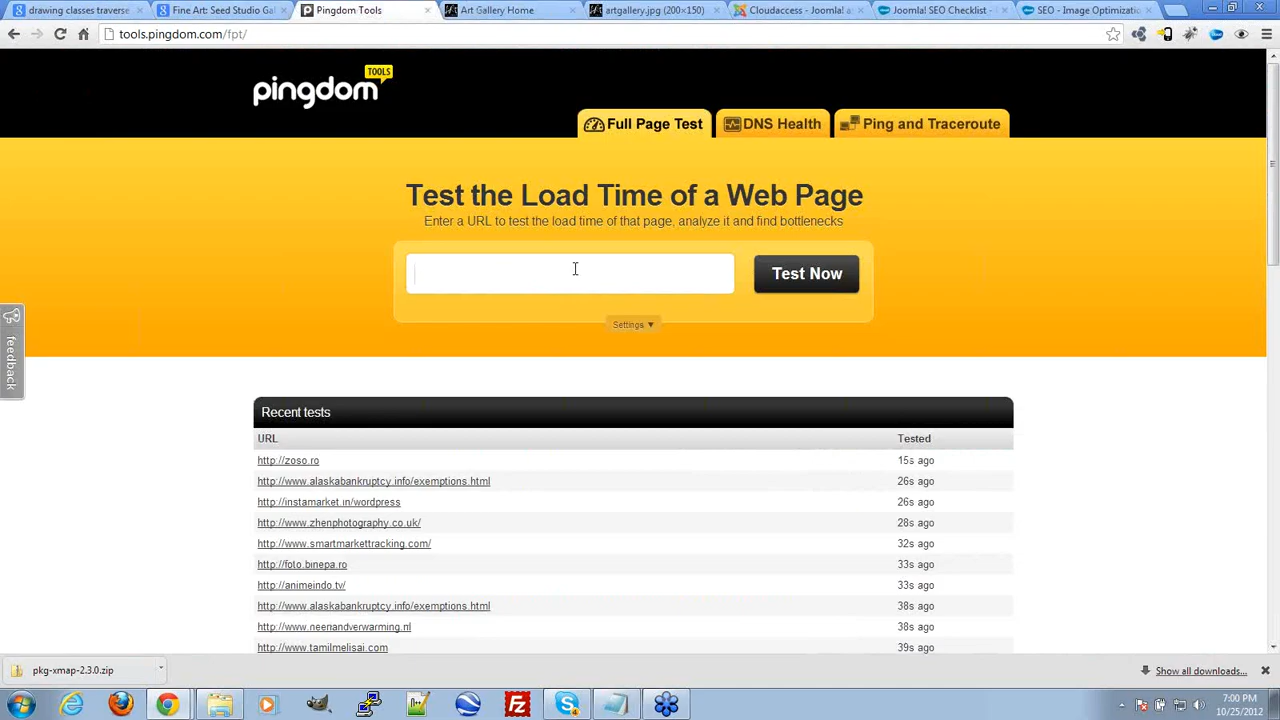 drawing classes traverse
Fine Art: Seed Studio Gal
Pingdom Tools
Art Gallery Home
artgallery.jpg (200×150)
Cloudaccess - Joomla! as
Joomla! SEO Checklist -
SEO - Image Optimizatio
tools.pingdom.com/fpt/
pingdom TOOLS
Full Page Test
DNS Health
Ping and Traceroute
Test the Load Time of a Web Page
Enter a URL to test the load time of that page, analyze it and find bottlenecks
Test Now
Settings ▼
feedback
Recent tests
URL Tested
http://zoso.ro 15s ago
http://www.alaskabankruptcy.info/exemptions.html 26s ago
http://instamarket.in/wordpress 26s ago
http://www.zhenphotography.co.uk/ 28s ago
http://www.smartmarkettracking.com/ 32s ago
http://foto.binepa.ro 33s ago
http://animeindo.tv/ 33s ago
http://www.alaskabankruptcy.info/exemptions.html 38s ago
http://www.neenandverwarming.nl 38s ago
http://www.tamilmelisai.com 39s ago
pkg-xmap-2.3.0.zip
Show all downloads...
7:00 PM
10/25/2012